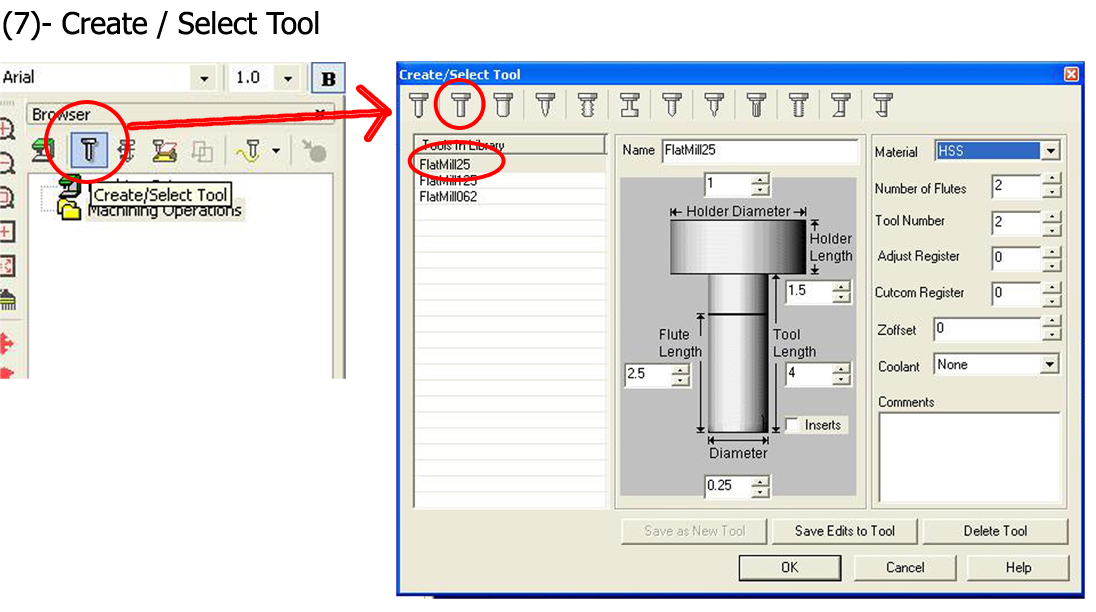 (7)- Create / Select Tool
Arial
1.0
B
Browser
Create/Select Tool
Machining Operations
Create/Select Tool
Tools In Library
FlatMill25
FlatMill125
FlatMill062
Name
FlatMill25
1
Holder Diameter
Holder
Length
1.5
Flute
Length
2.5
Tool
Length
4
Inserts
Diameter
0.25
Material
HSS
Number of Flutes
2
Tool Number
2
Adjust Register
0
Cutcom Register
0
Zoffset
0
Coolant
None
Comments
Save as New Tool
Save Edits to Tool
Delete Tool
OK
Cancel
Help